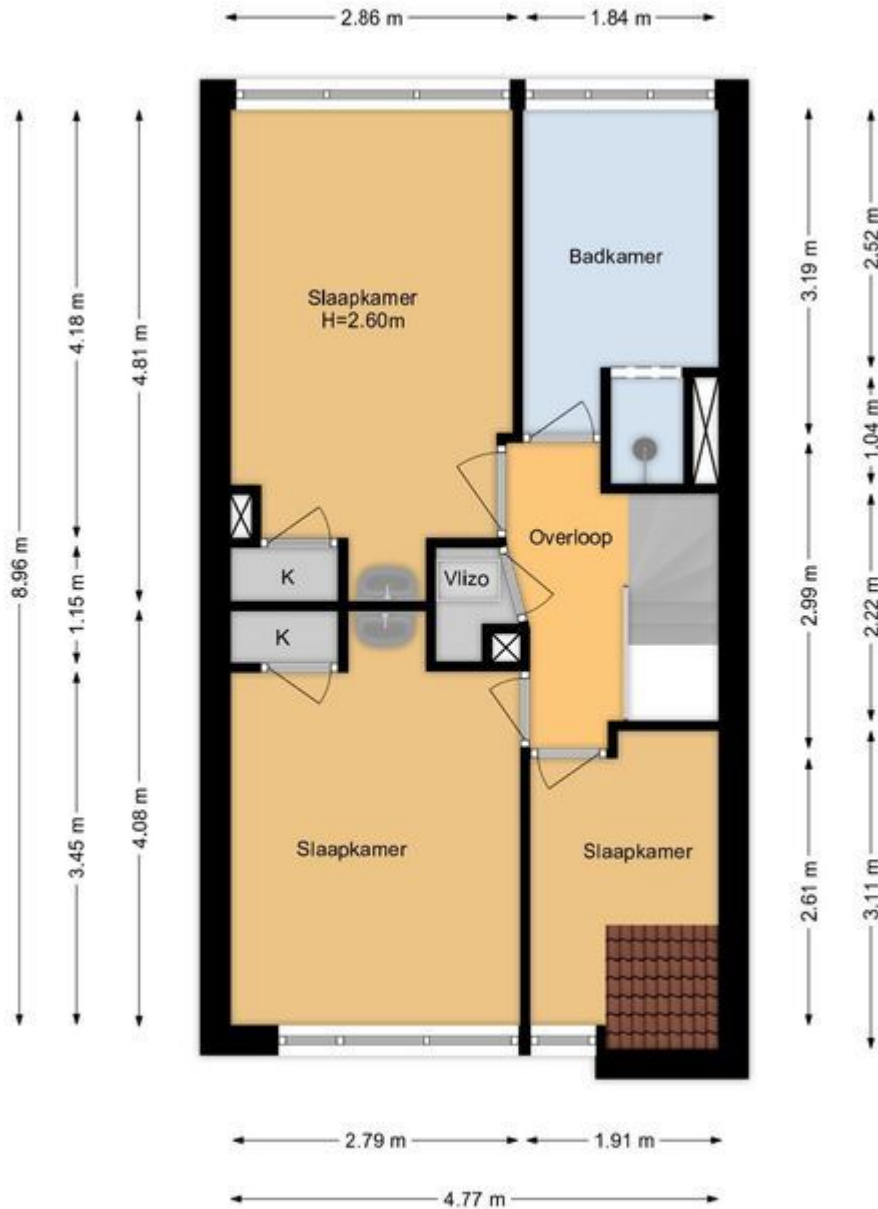 2.86 m
1.84 m
8.96 m
4.18 m
1.15 m
3.45 m
4.81 m
4.08 m
Slaapkamer
H=2.60m
Badkamer
Overloop
K
Vlizo
K
Slaapkamer
Slaapkamer
3.19 m
2.99 m
2.61 m
2.52 m
1.04 m
2.22 m
3.11 m
2.79 m
1.91 m
4.77 m